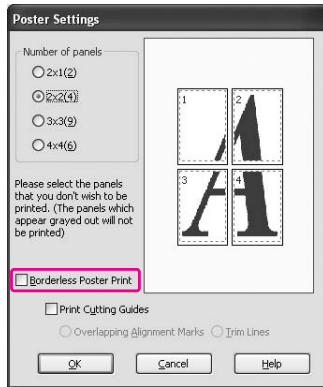 Poster Settings
Number of panels
2x1(2)
2x2(4)
3x3(9)
4x4(6)
1
2
3
4
Please select the panels
that you don't wish to be
printed. (The panels which
appear grayed out will not
be printed)
Borderless Poster Print
Print Cutting Guides
Overlapping Alignment Marks
Trim Lines
OK
Cancel
Help